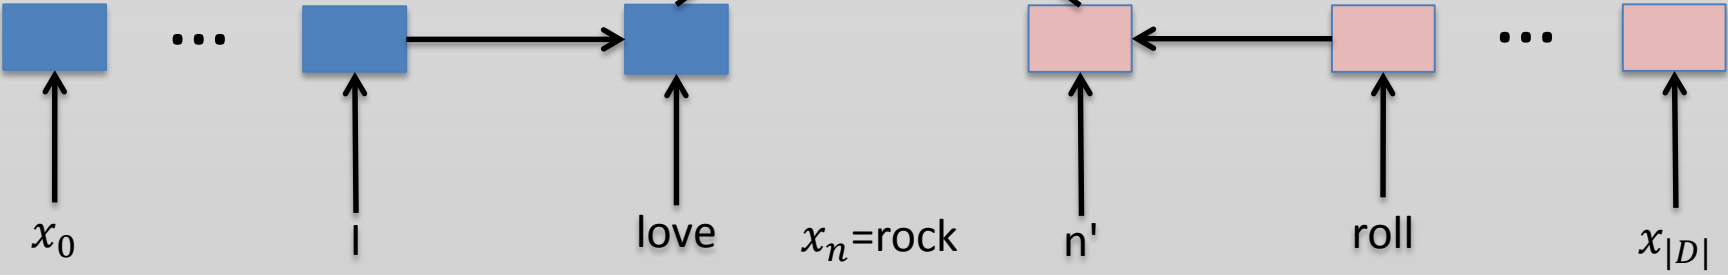 ... ...
x₀ I love xₙ=rock n' roll x|D|